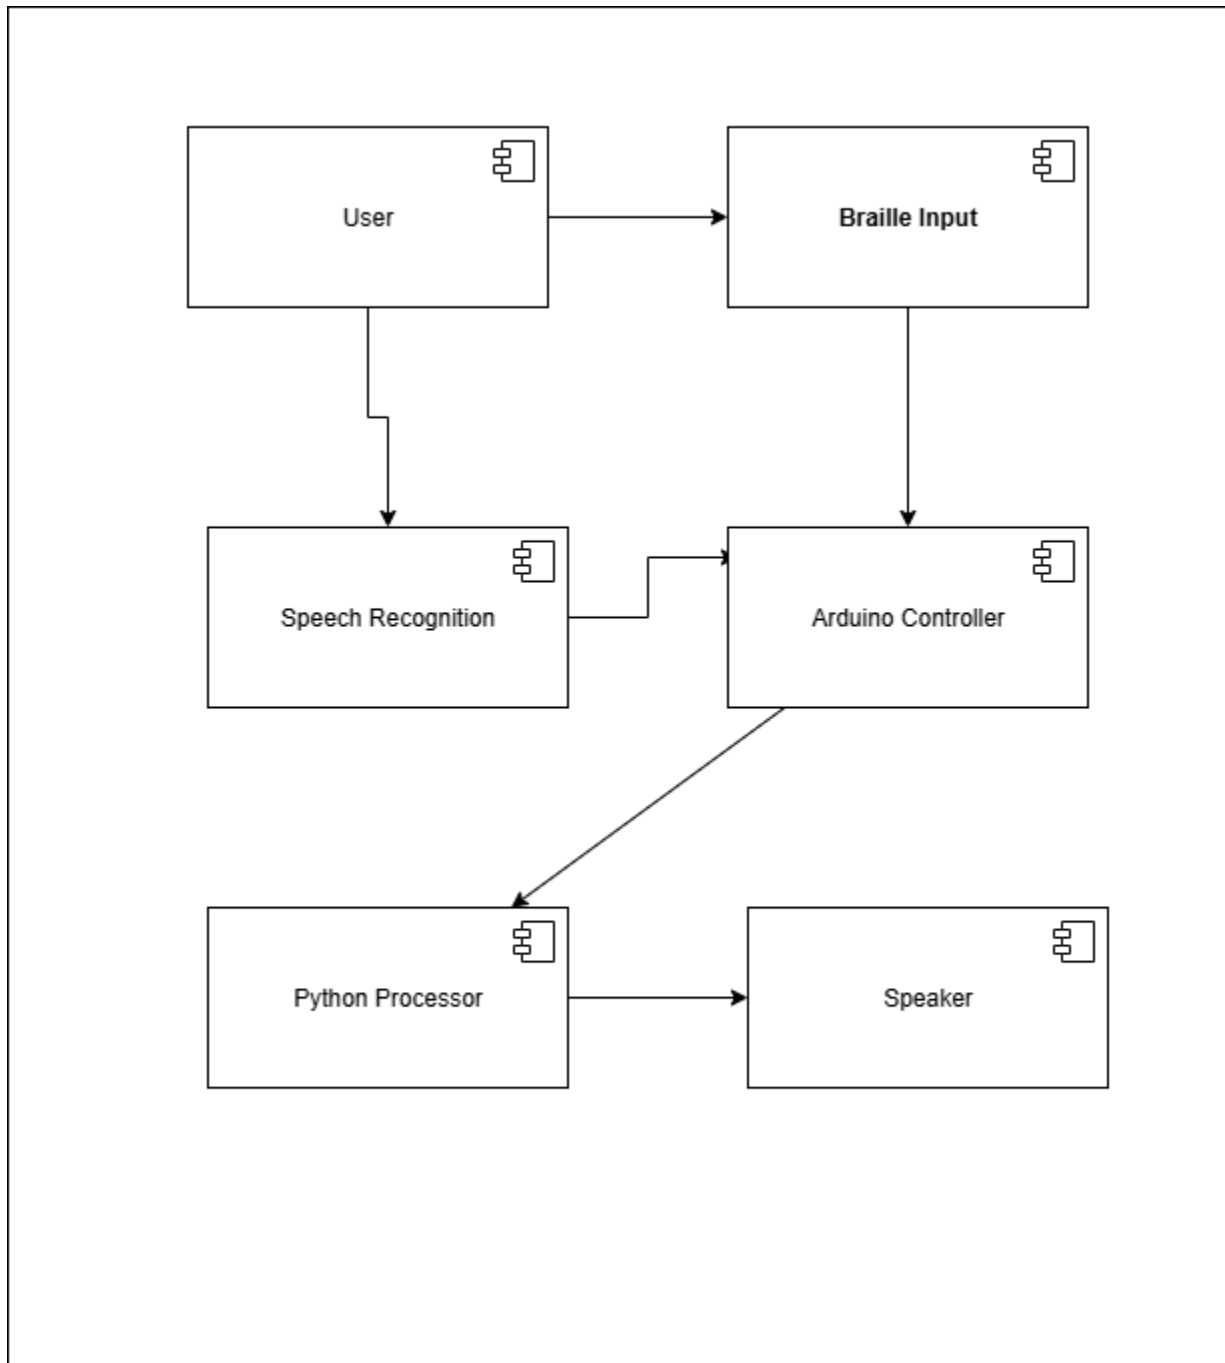 User
Braille Input
Speech Recognition
Arduino Controller
Python Processor
Speaker